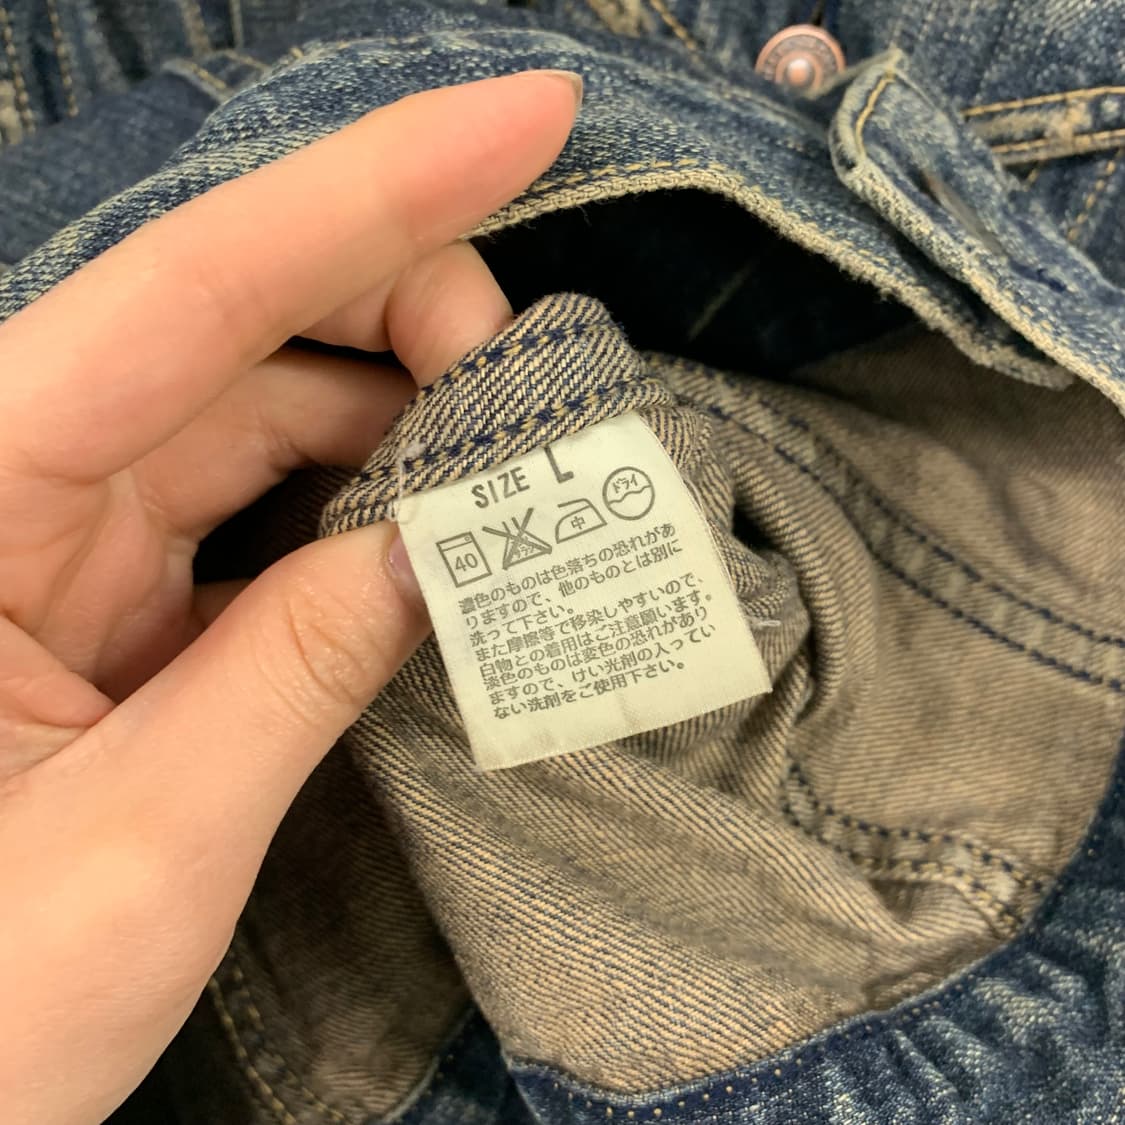 SIZE L
40 中 ドライ
濃色のものは色落ちの恐れがあ
りますので、他のものとは別に
洗って下さい。
また摩擦等で移染しやすいので、
白物との着用はご注意願います。
淡色のものは変色の恐れがあり
ますので、けい光剤の入ってい
ない洗剤をご使用下さい。